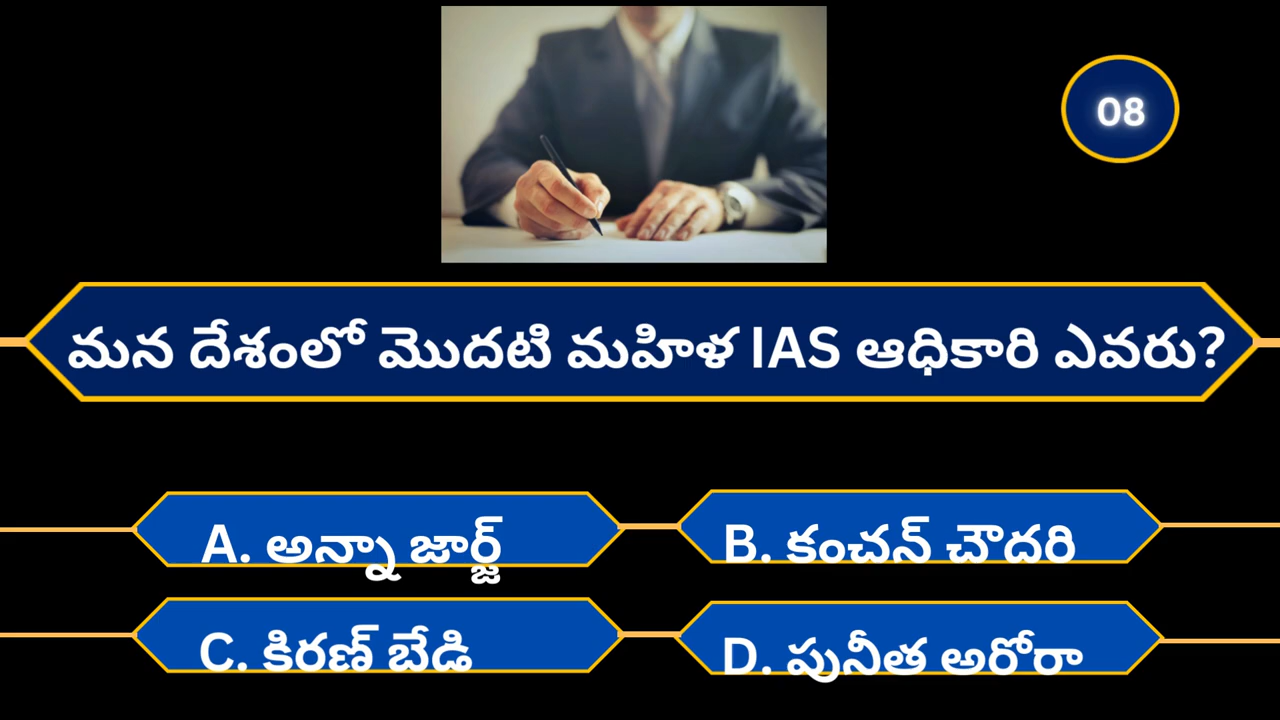 08
మన దేశంలో మొదటి మహిళ IAS ఆధికారి ఎవరు?
A. అన్నా జార్జ్
B. కంచన్ చౌదరి
C. కిరణ్ బేడి
D. పునీత అరోరా